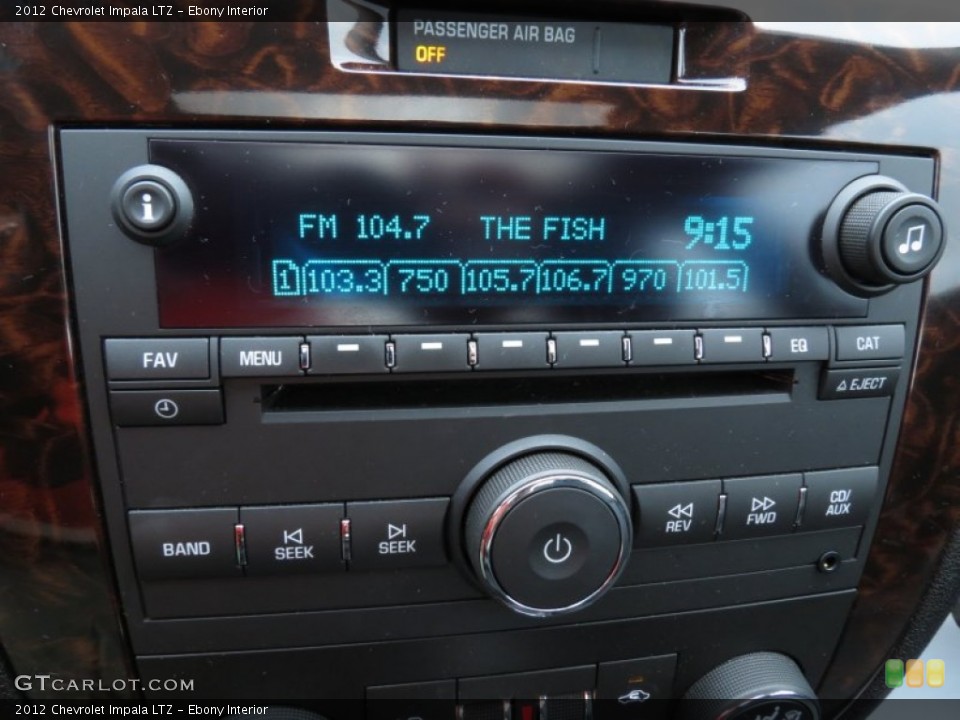 2012 Chevrolet Impala LTZ - Ebony Interior
PASSENGER AIR BAG
OFF
FM 104.7 THE FISH 9:15
1 103.3 750 105.7 106.7 970 101.5
FAV MENU EQ CAT
EJECT
BAND SEEK SEEK REV FWD CD/AUX
GTCARLOT.COM
2012 Chevrolet Impala LTZ - Ebony Interior